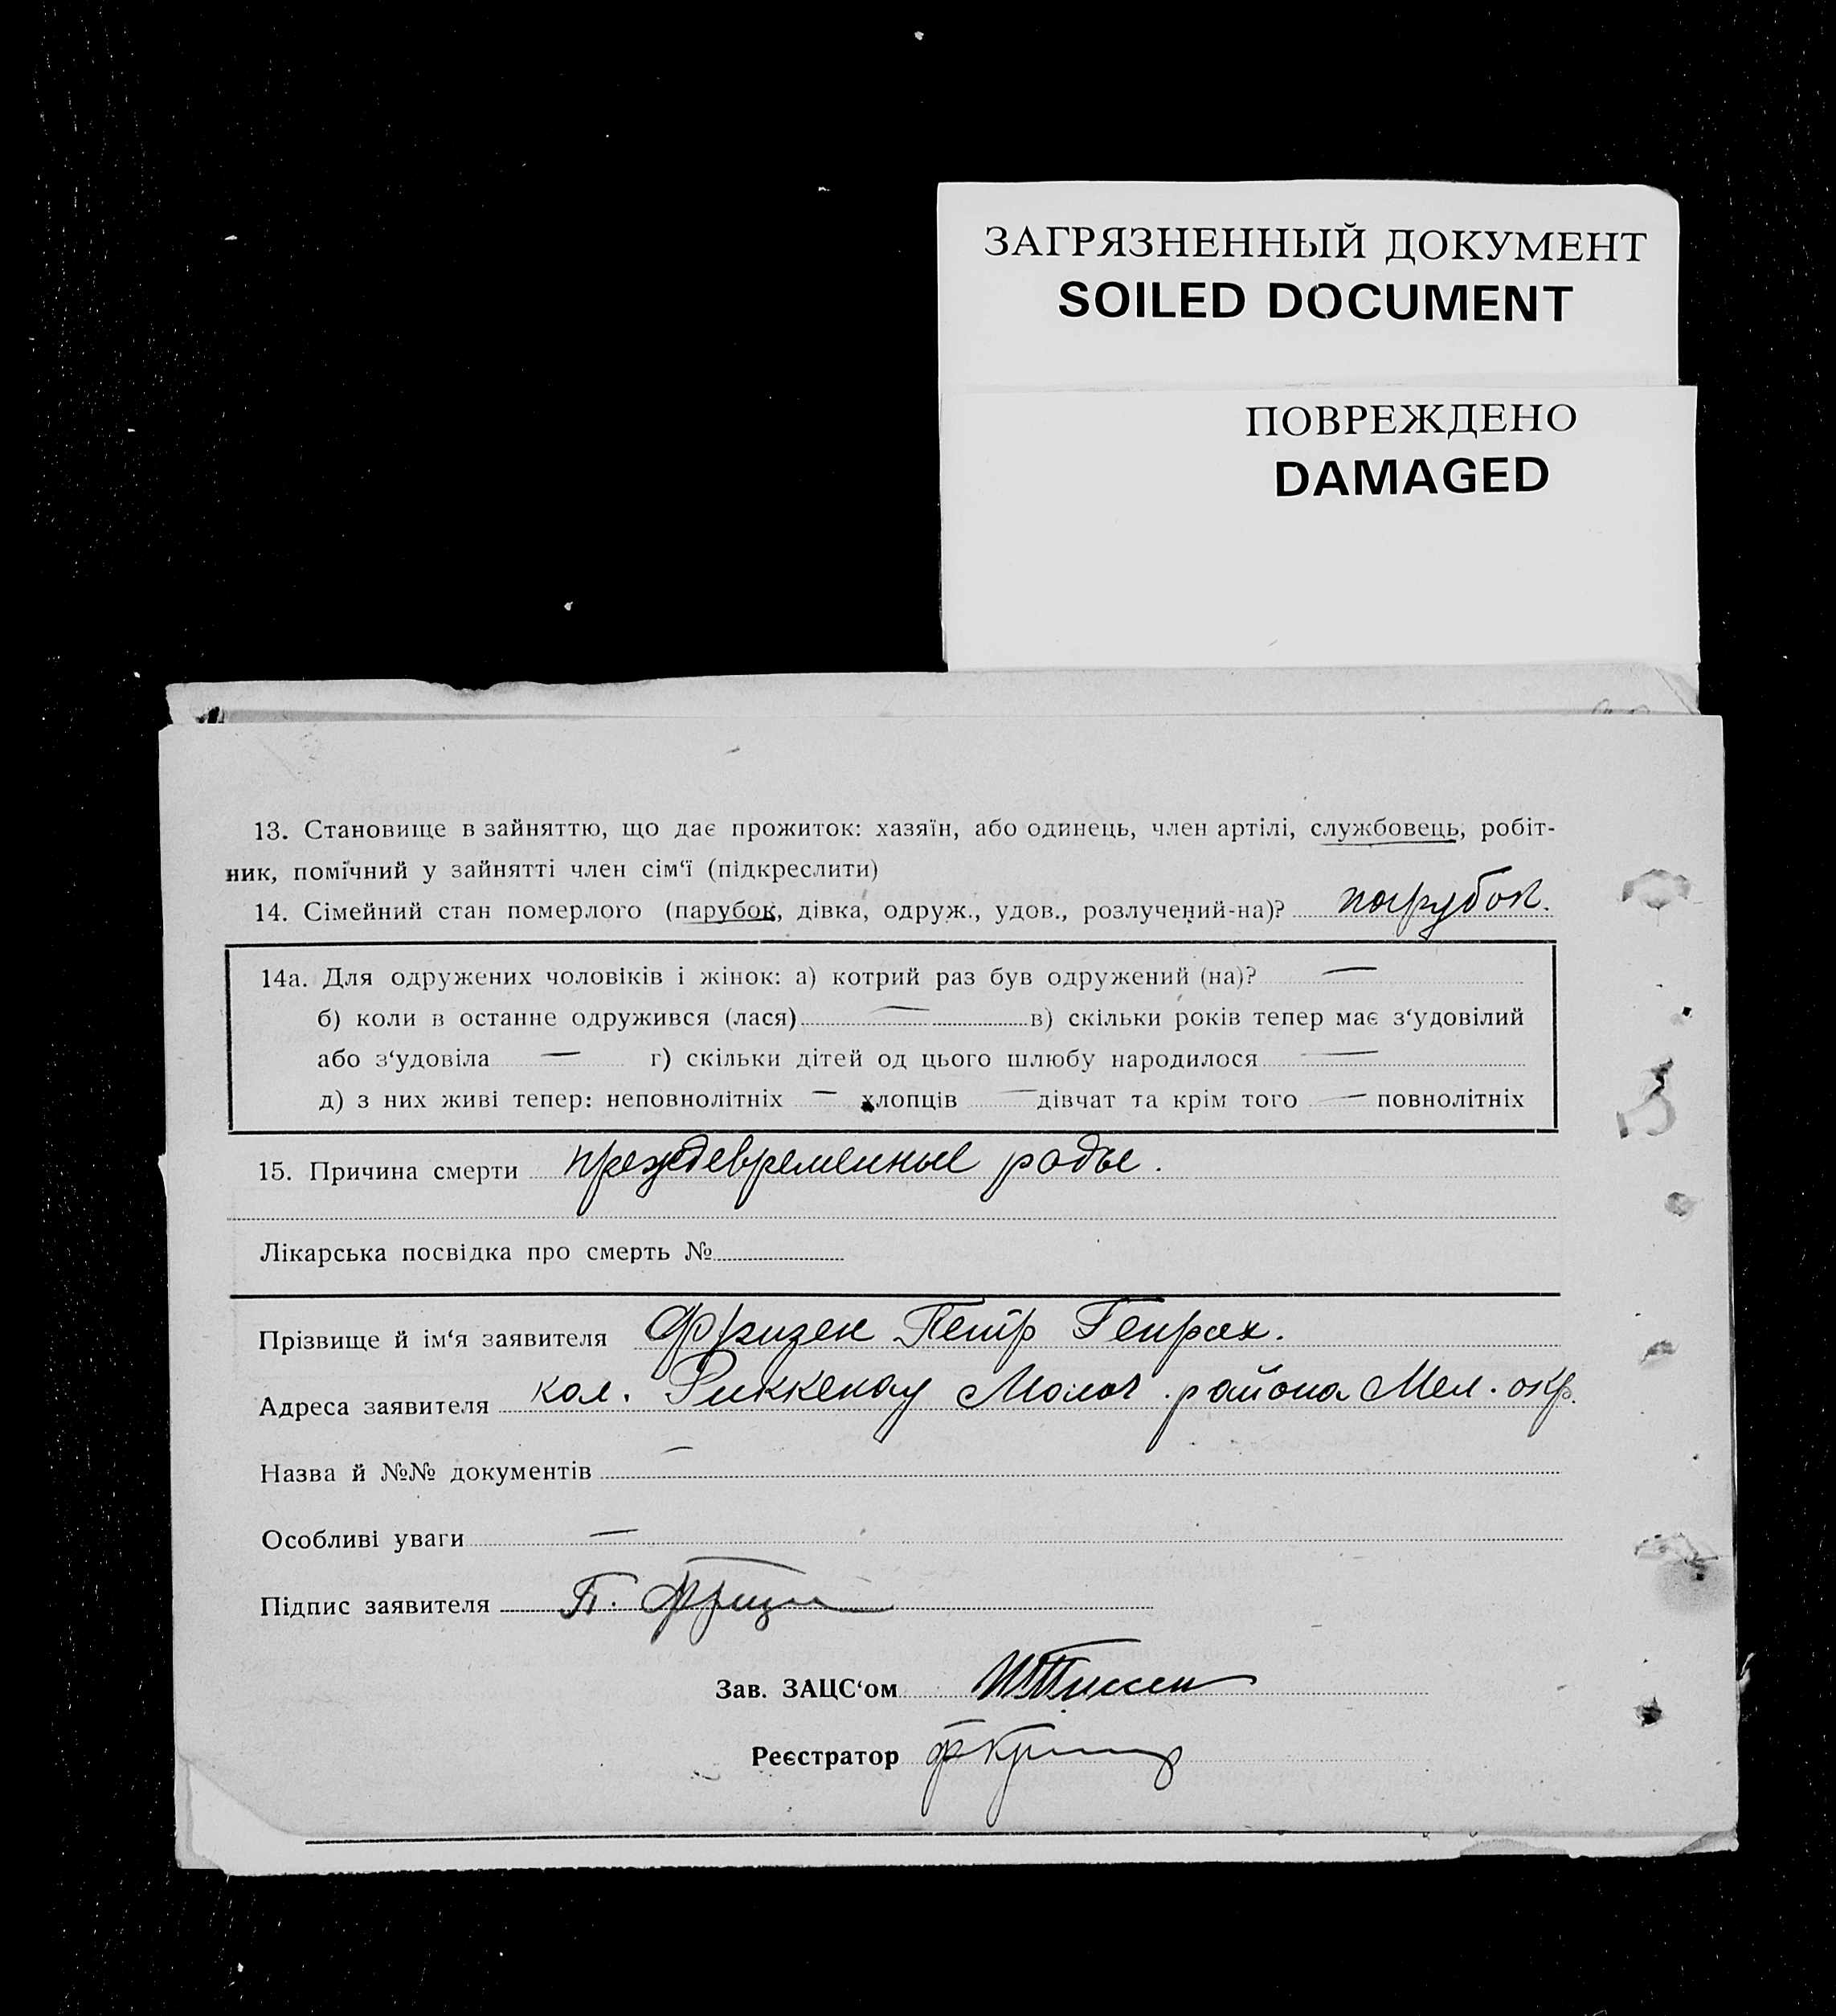 ЗАГРЯЗНЕННЫЙ ДОКУМЕНТ
SOILED DOCUMENT
ПОВРЕЖДЕНО
DAMAGED
13. Становище в зайняттю, що дає прожиток: хазяїн, або одинець, член артілі, службовець, робіт-
ник, помічний у зайнятті член сім‘ї (підкреслити)
14. Сімейний стан померлого (парубок, дівка, одруж., удов., розлучений-на)? парубок.
14а. Для одружених чоловіків і жінок: а) котрий раз був одружений (на)? —
б) коли в останне одружився (лася) — в) скільки років тепер має з‘удовілий
або з‘удовіла — г) скільки дітей од цього шлюбу народилося —
д) з них живі тепер: неповнолітніх — хлопців — дівчат та крім того — повнолітніх
15. Причина смерти преждевременные роды.
Лікарська посвідка про смерть №
Прізвище й ім‘я заявителя Фризен Петр Генрах.
Адреса заявителя кол. Риккенау Молоч. района Мел. окр.
Назва й №№ документів —
Особливі уваги —
Підпис заявителя П. Фризен
Зав. ЗАЦС‘ом Тиссен
Реєстратор